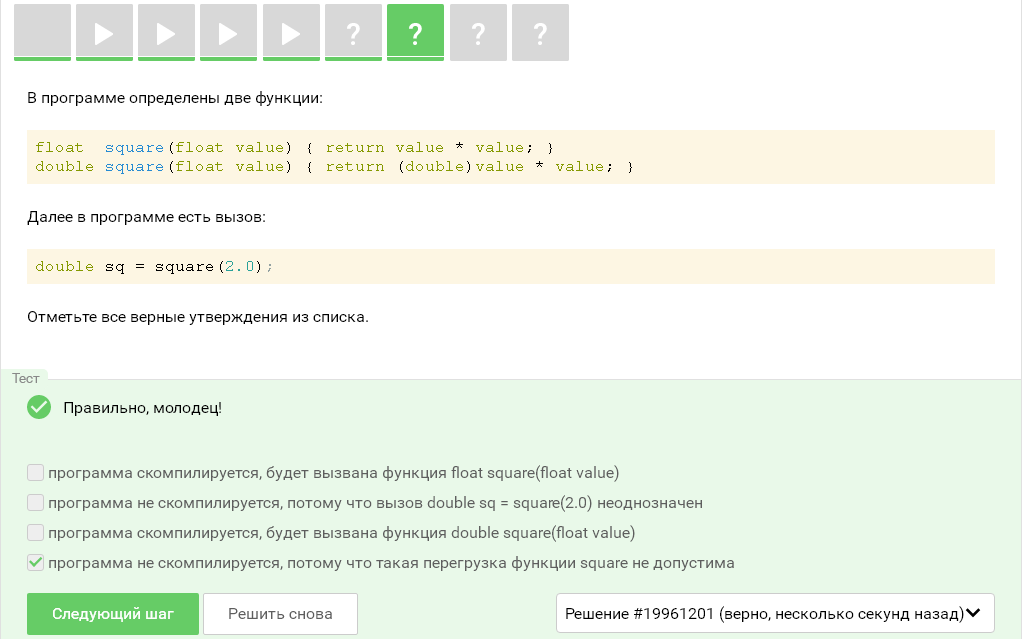 ? ? ? ?
В программе определены две функции:
float  square(float value) { return value * value; }
double square(float value) { return (double)value * value; }
Далее в программе есть вызов:
double sq = square(2.0);
Отметьте все верные утверждения из списка.
Тест
Правильно, молодец!
программа скомпилируется, будет вызвана функция float square(float value)
программа не скомпилируется, потому что вызов double sq = square(2.0) неоднозначен
программа скомпилируется, будет вызвана функция double square(float value)
программа не скомпилируется, потому что такая перегрузка функции square не допустима
Следующий шаг Решить снова Решение #19961201 (верно, несколько секунд назад)